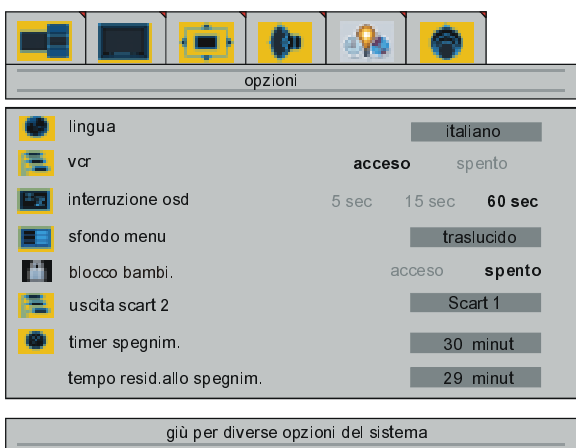 opzioni
lingua italiano
vcr acceso spento
interruzione osd 5 sec 15 sec 60 sec
sfondo menu traslucido
blocco bambi. acceso spento
uscita scart 2 Scart 1
timer spegnim. 30 minut
tempo resid.allo spegnim. 29 minut
giù per diverse opzioni del sistema